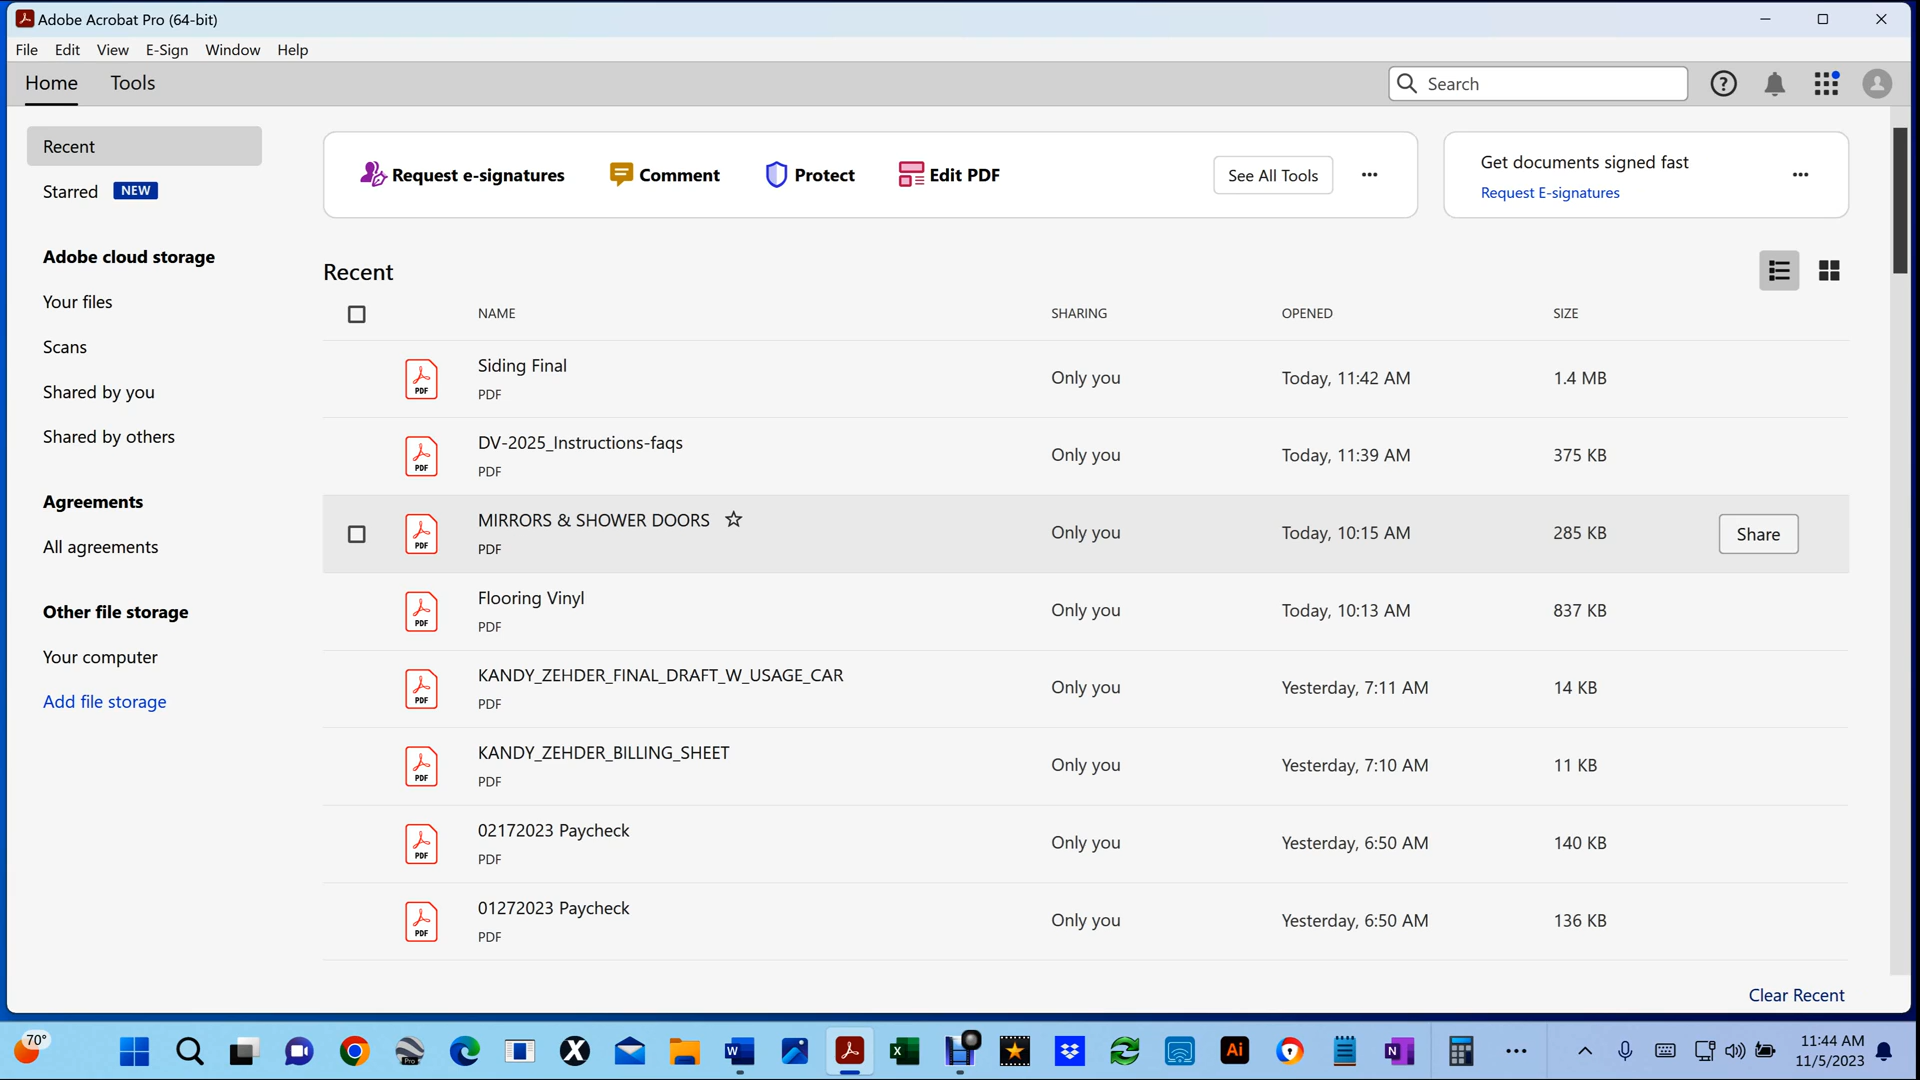 Adobe Acrobat Pro (64-bit)
File Edit View E-Sign Window Help
Home Tools
Search
Recent
Starred NEW
Adobe cloud storage
Your files
Scans
Shared by you
Shared by others
Agreements
All agreements
Other file storage
Your computer
Add file storage
Request e-signatures Comment Protect Edit PDF See All Tools
Get documents signed fast
Request E-signatures
Recent
NAME SHARING OPENED SIZE
Siding Final
PDF
Only you Today, 11:42 AM 1.4 MB
DV-2025_Instructions-faqs
PDF
Only you Today, 11:39 AM 375 KB
MIRRORS & SHOWER DOORS
PDF
Only you Today, 10:15 AM 285 KB Share
Flooring Vinyl
PDF
Only you Today, 10:13 AM 837 KB
KANDY_ZEHDER_FINAL_DRAFT_W_USAGE_CAR
PDF
Only you Yesterday, 7:11 AM 14 KB
KANDY_ZEHDER_BILLING_SHEET
PDF
Only you Yesterday, 7:10 AM 11 KB
02172023 Paycheck
PDF
Only you Yesterday, 6:50 AM 140 KB
01272023 Paycheck
PDF
Only you Yesterday, 6:50 AM 136 KB
Clear Recent
70°
11:44 AM
11/5/2023